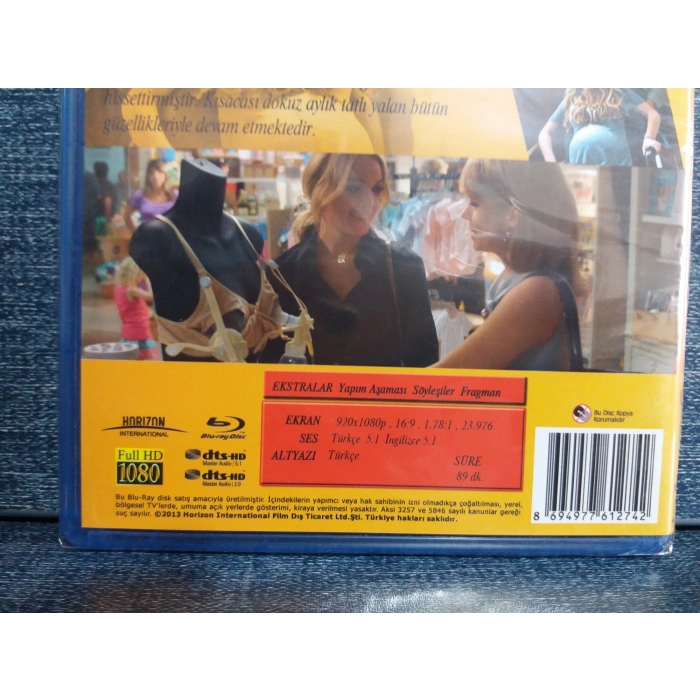 hissettirmiştir. Kısacası dokuz aylık tatlı yalan bütün
güzellikleriyle devam etmektedir.
EKSTRALAR Yapım Aşaması Söyleşiler Fragman
EKRAN 920x1080p , 16:9 , 1.78:1 , 23.976
SES Türkçe 5.1 İngilizce 5.1
ALTYAZI Türkçe
SÜRE
89 dk.
HORIZON
INTERNATIONAL
Blu-ray Disc
Full HD
1080
dts-HD
Master Audio | 5.1
dts-HD
Master Audio | 2.0
Bu Disc Kopya
Korumalıdır
Bu Blu-Ray disk satış amacıyla üretilmiştir. İçindekilerin yapımcı veya hak sahibinin izni olmadıkça çoğaltılması, yerel,
bölgesel TV'lerde, umuma açık yerlerde gösterimi, kiraya verilmesi yasaktır. Aksi 3257 ve 5846 sayılı kanunlar gereği
suç sayılır. ©2013 Horizon International Film Dış Ticaret Ltd.Şti. Türkiye hakları saklıdır.
8 694977 612742